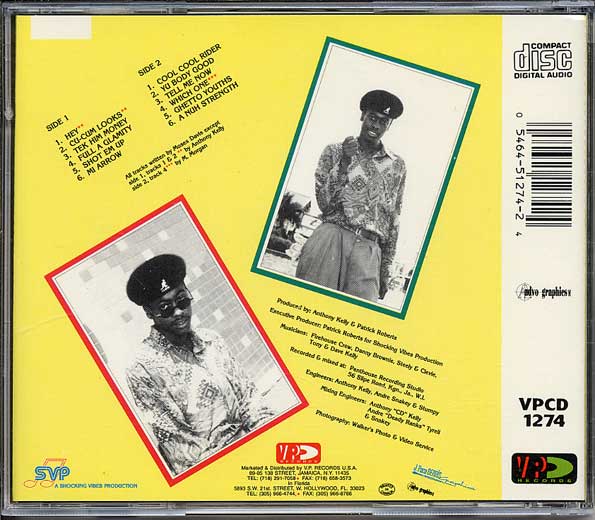 SIDE 1
1. HEY**
2. CU-CUM LOOKS**
3. TEK HIM MONEY
4. FULL A GLAMITY
5. SHOT EM UP
6. MI ARROW
SIDE 2
1. COOL COOL RIDER
2. YU BODY GOOD
3. TELL ME NOW
4. WHICH ONE***
5. GHETTO YOUTHS
6. A NUH STRENGTH
All tracks written by Moses Davis except
side 1, tracks 1 & 2** by Anthony Kelly
side 2, track 4*** by M. Morgan
Produced by: Anthony Kelly & Patrick Roberts
Executive Producer: Patrick Roberts for Shocking Vibes Production
Musicians: Firehouse Crew, Danny Brownie, Steely & Clevie,
Tony & Dave Kelly
Recorded & mixed at: Penthouse Recording Studio
56 Slipe Road, Kgn., Ja., W.I.
Engineers: Anthony Kelly, Andre Snakey & Stumpy
Mixing Engineers: Anthony "CD" Kelly
Andre "Deady Ranks" Tyrell
& Snakey
Photography: Walker's Photo & Video Service
SVP
A SHOCKING VIBES PRODUCTION
V.P.
RECORDS
Marketed & Distributed by V.P. RECORDS U.S.A.
89-05 138 STREET, JAMAICA, N.Y. 11435
TEL: (718) 291-7058 • FAX: (718) 658-3573
In Florida
5893 S.W. 21st. STREET, W. HOLLYWOOD, FL. 33023
TEL: (305) 966-4744, • FAX: (305) 966-8766
COMPACT
disc
DIGITAL AUDIO
0 5464-51274-2 4
VPCD
1274
V.P.
RECORDS